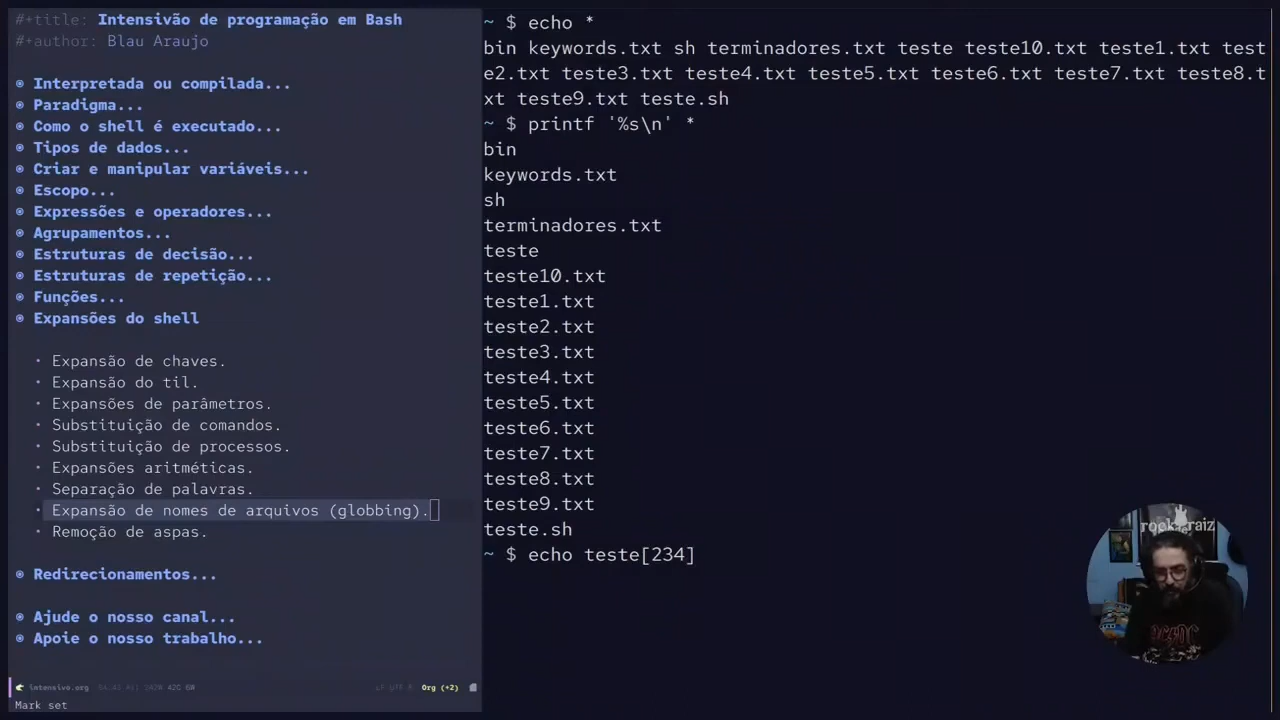 #+title: Intensivão de programação em Bash
#+author: Blau Araujo
Interpretada ou compilada...
Paradigma...
Como o shell é executado...
Tipos de dados...
Criar e manipular variáveis...
Escopo...
Expressões e operadores...
Agrupamentos...
Estruturas de decisão...
Estruturas de repetição...
Funções...
Expansões do shell
• Expansão de chaves.
• Expansão do til.
• Expansões de parâmetros.
• Substituição de comandos.
• Substituição de processos.
• Expansões aritméticas.
• Separação de palavras.
• Expansão de nomes de arquivos (globbing).
• Remoção de aspas.
Redirecionamentos...
Ajude o nosso canal...
Apoie o nosso trabalho...
intensivo.org
Org (+2)
Mark set
~ $ echo *
bin keywords.txt sh terminadores.txt teste teste10.txt teste1.txt test
e2.txt teste3.txt teste4.txt teste5.txt teste6.txt teste7.txt teste8.t
xt teste9.txt teste.sh
~ $ printf '%s\n' *
bin
keywords.txt
sh
terminadores.txt
teste
teste10.txt
teste1.txt
teste2.txt
teste3.txt
teste4.txt
teste5.txt
teste6.txt
teste7.txt
teste8.txt
teste9.txt
teste.sh
~ $ echo teste[234]